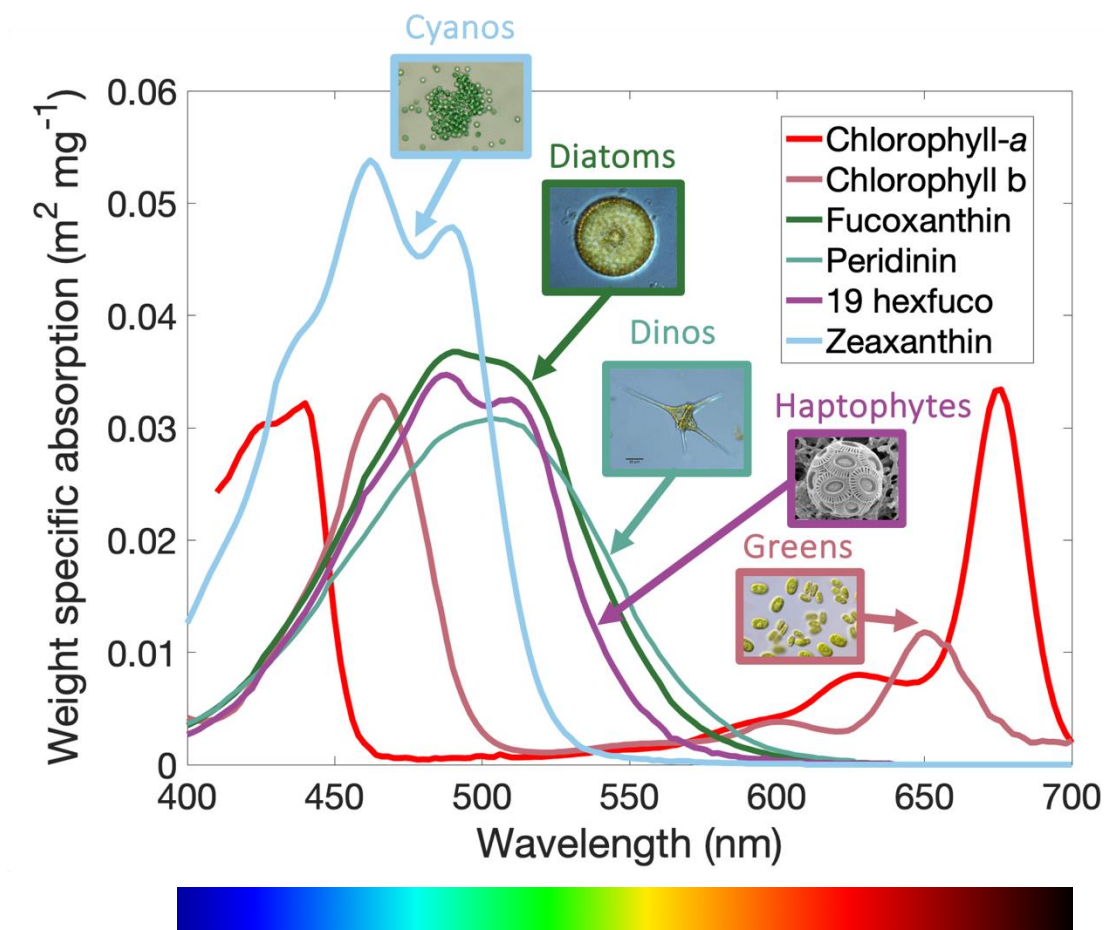 Cyanos
Diatoms
Dinos
Haptophytes
Greens
Chlorophyll-a
Chlorophyll b
Fucoxanthin
Peridinin
19 hexfuco
Zeaxanthin
Weight specific absorption (m² mg⁻¹)
0.06
0.05
0.04
0.03
0.02
0.01
0
400
450
500
550
600
650
700
Wavelength (nm)